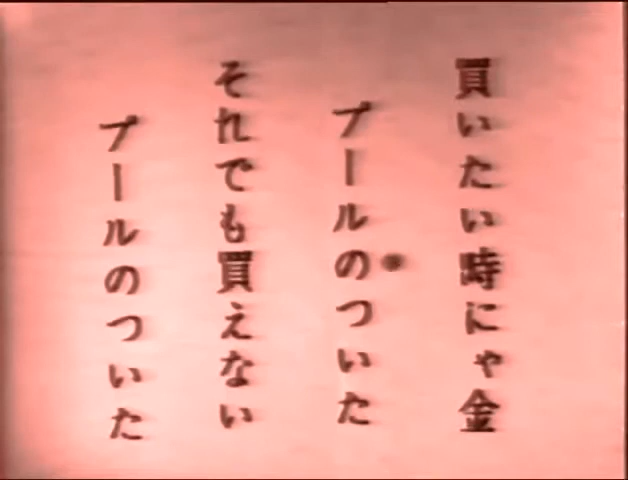 買いたい時にゃ金
プールのついた
それでも買えない
プールのついた